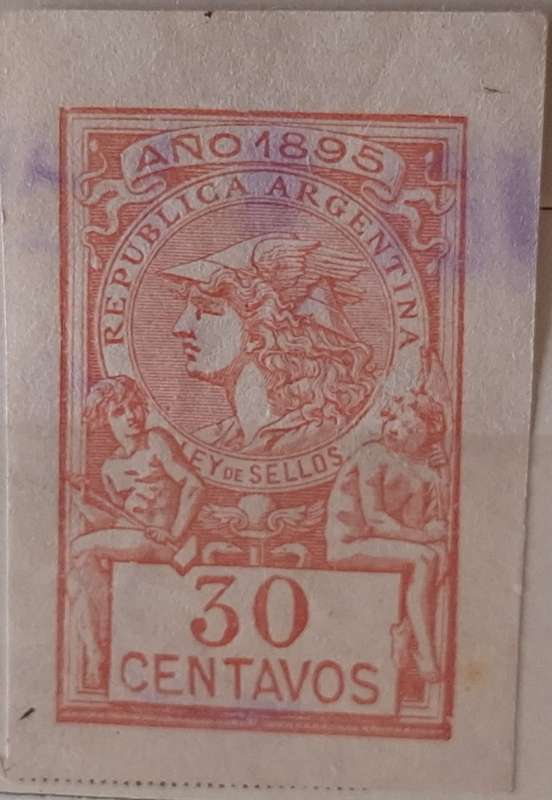 AÑO 1895
REPUBLICA ARGENTINA
LEY DE SELLOS
30
CENTAVOS